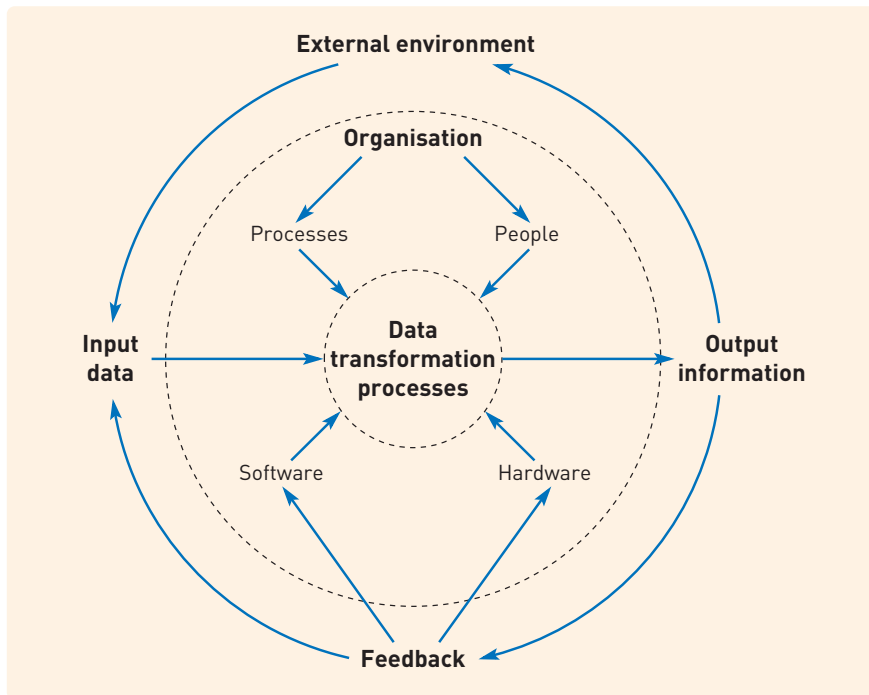 External environment
Organisation
Processes
People
Data
transformation
processes
Input
data
Output
information
Software
Hardware
Feedback